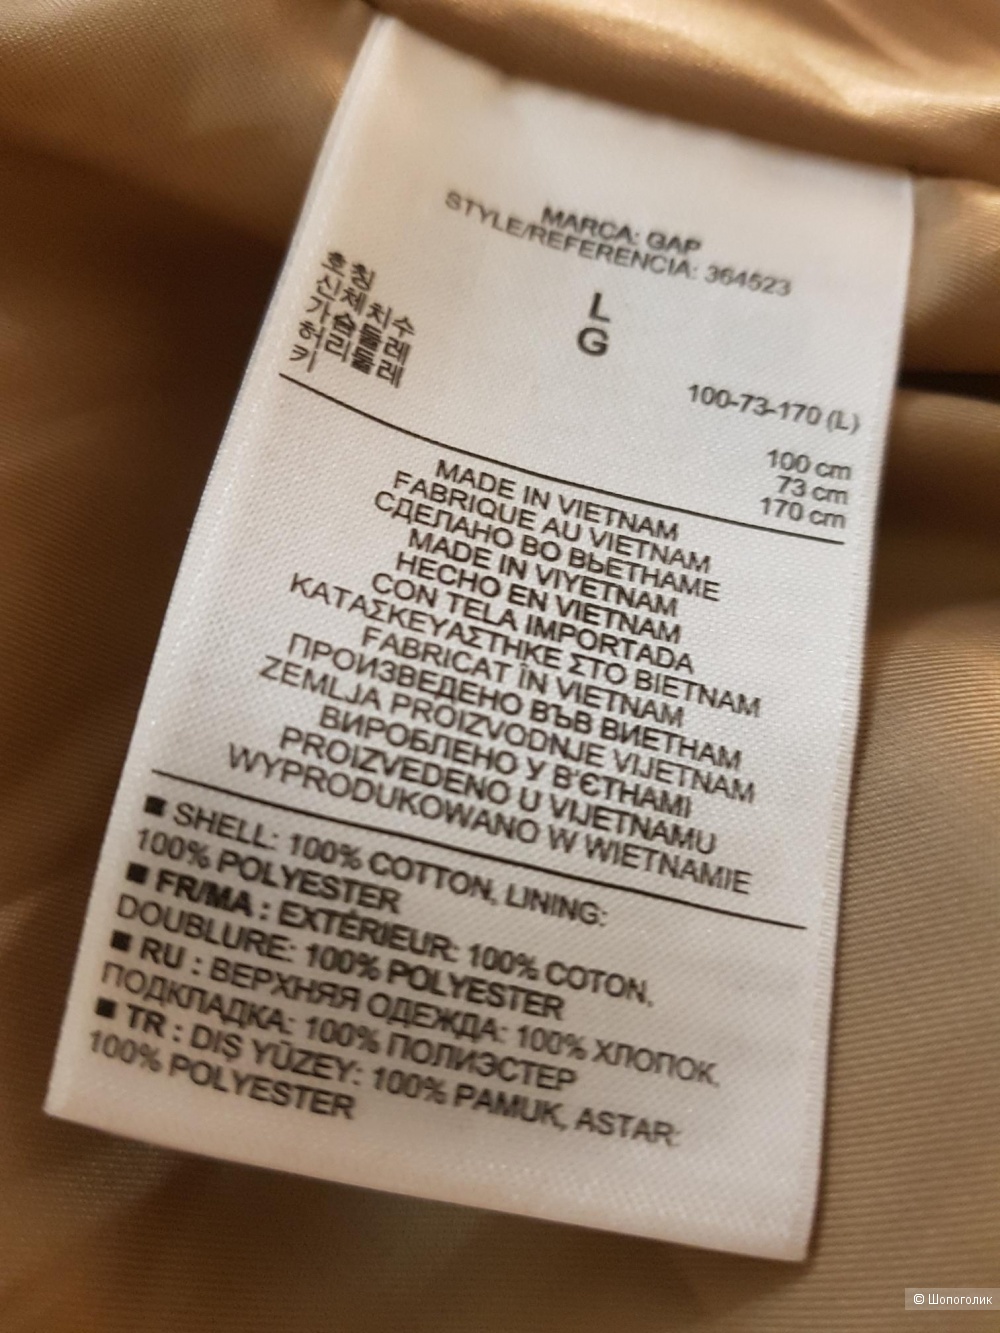 MARCA: GAP
STYLE/REFERENCIA: 364523
L
G
호칭
신체치수
가슴둘레
허리둘레
키
100-73-170 (L)
100 cm
73 cm
170 cm
MADE IN VIETNAM
FABRIQUE AU VIETNAM
СДЕЛАНО ВО ВЬЕТНАМЕ
MADE IN VIYETNAM
HECHO EN VIETNAM
CON TELA IMPORTADA
ΚΑΤΑΣΚΕΥΑΣΤΗΚΕ ΣΤΟ ΒΙΕΤΝΑΜ
FABRICAT ÎN VIETNAM
ПРОИЗВЕДЕНО ВЪВ ВИЕТНАМ
ZEMLJA PROIZVODNJE VIJETNAM
ВИРОБЛЕНО У В'ЄТНАМІ
PROIZVEDENO U VIJETNAMU
WYPRODUKOWANO W WIETNAMIE
■ SHELL: 100% COTTON, LINING:
100% POLYESTER
■ FR/MA : EXTÉRIEUR: 100% COTON,
DOUBLURE: 100% POLYESTER
■ RU : ВЕРХНЯЯ ОДЕЖДА: 100% ХЛОПОК,
ПОДКЛАДКА: 100% ПОЛИЭСТЕР
■ TR : DIŞ YÜZEY: 100% PAMUK, ASTAR:
100% POLYESTER
© Шопоголик